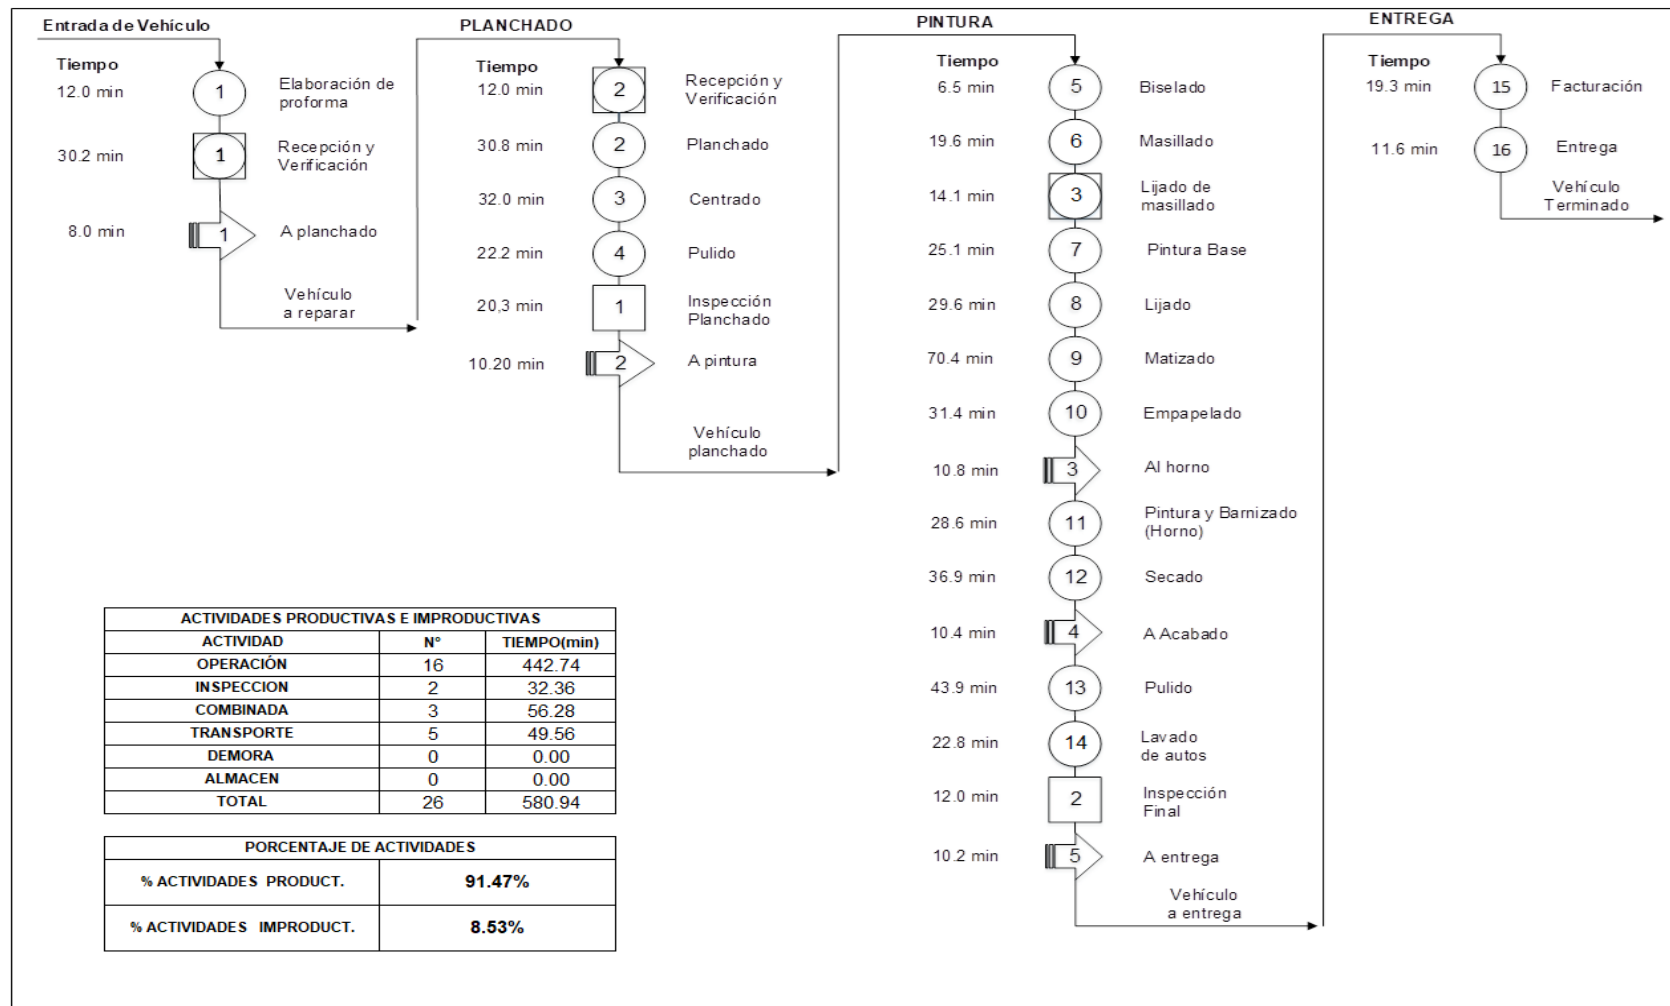 Entrada de Vehículo
Tiempo
12.0 min
1
Elaboración de
proforma
30.2 min
1
Recepción y
Verificación
8.0 min
1
A planchado
Vehículo
a reparar
PLANCHADO
Tiempo
12.0 min
2
Recepción y
Verificación
30.8 min
2
Planchado
32.0 min
3
Centrado
22.2 min
4
Pulido
20,3 min
1
Inspección
Planchado
10.20 min
2
A pintura
Vehículo
planchado
PINTURA
Tiempo
6.5 min
5
Biselado
19.6 min
6
Masillado
14.1 min
3
Lijado de
masillado
25.1 min
7
Pintura Base
29.6 min
8
Lijado
70.4 min
9
Matizado
31.4 min
10
Empapelado
10.8 min
3
Al horno
28.6 min
11
Pintura y Barnizado
(Horno)
36.9 min
12
Secado
10.4 min
4
A Acabado
43.9 min
13
Pulido
22.8 min
14
Lavado
de autos
12.0 min
2
Inspección
Final
10.2 min
5
A entrega
Vehículo
a entrega
ENTREGA
Tiempo
19.3 min
15
Facturación
11.6 min
16
Entrega
Vehículo
Terminado
ACTIVIDADES PRODUCTIVAS E IMPRODUCTIVAS
ACTIVIDAD N° TIEMPO(min)
OPERACIÓN 16 442.74
INSPECCION 2 32.36
COMBINADA 3 56.28
TRANSPORTE 5 49.56
DEMORA 0 0.00
ALMACEN 0 0.00
TOTAL 26 580.94
PORCENTAJE DE ACTIVIDADES
% ACTIVIDADES PRODUCT. 91.47%
% ACTIVIDADES IMPRODUCT. 8.53%